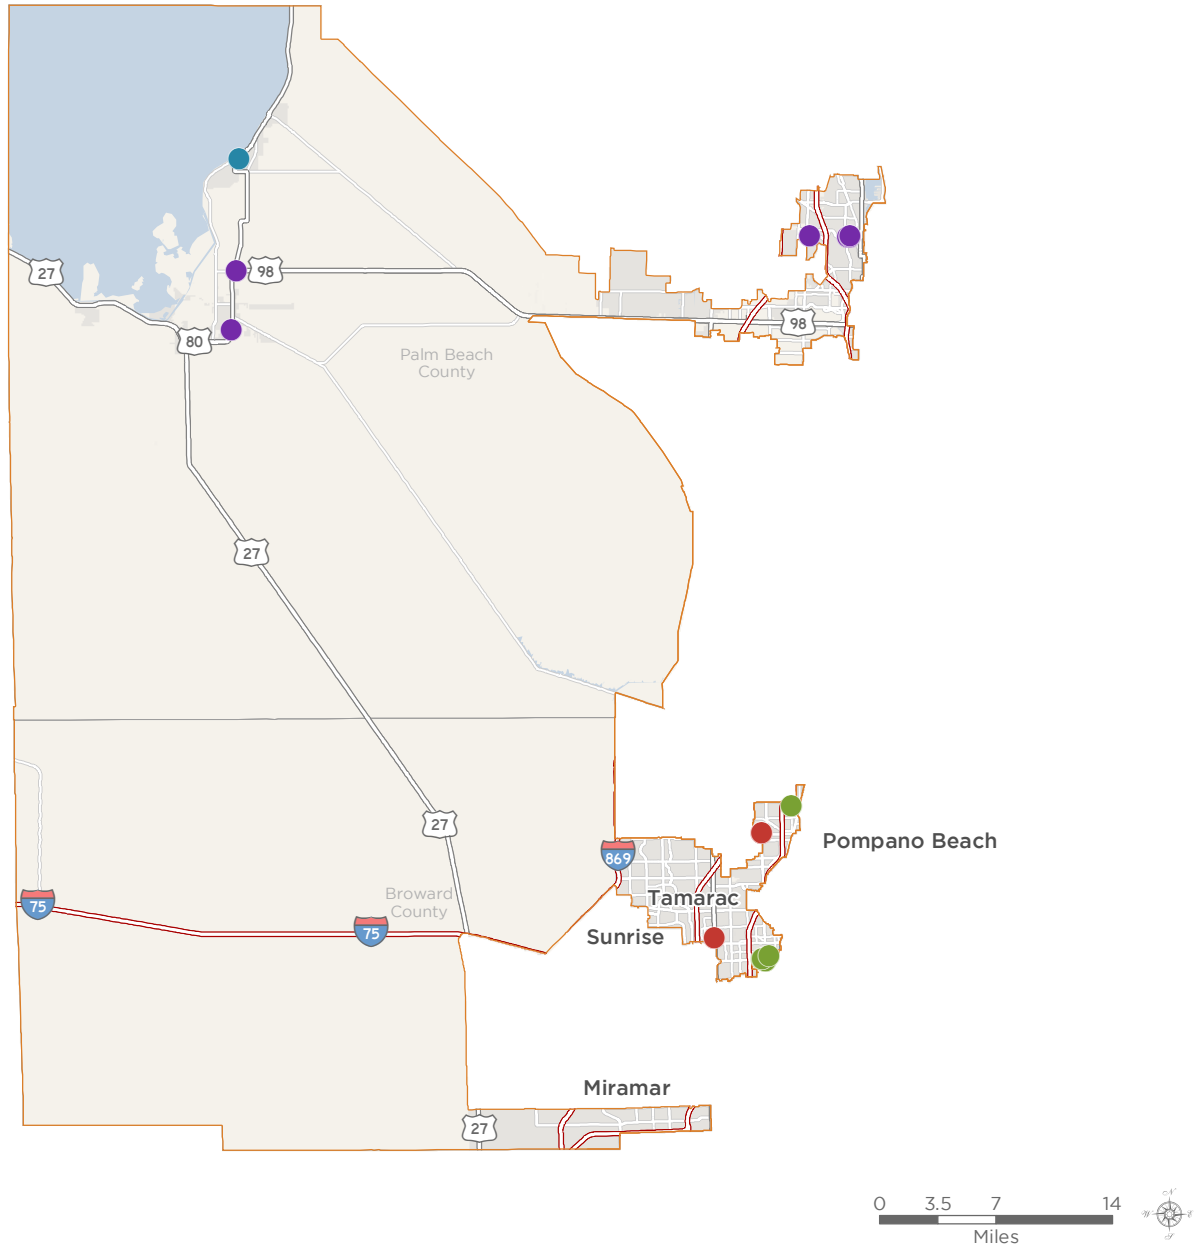 27
98
80
98
Palm Beach
County
27
27
869
Pompano Beach
Tamarac
Broward
County
75
75
Sunrise
Miramar
27
0 3.5 7 14
Miles
N
W E
S